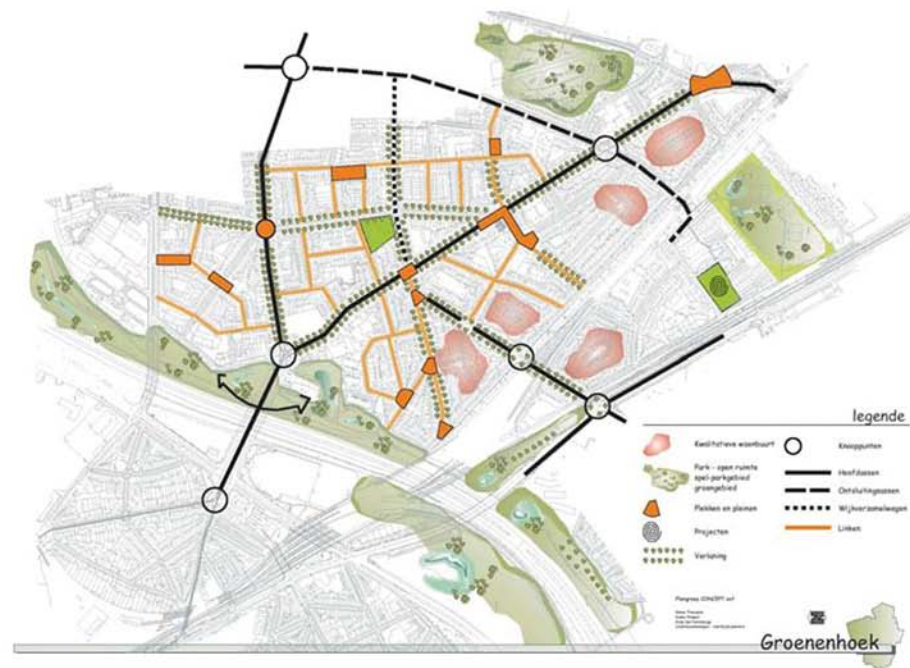 legende
Kwalitatieve woonbuurt
Park - open ruimte
spel-parkgebied
groengebied
Plekken en pleinen
Projecten
Verlaning
Knooppunten
Hoofdassen
Ontsluitingsassen
Wijkverzamelwegen
Linken
Groenenhoek